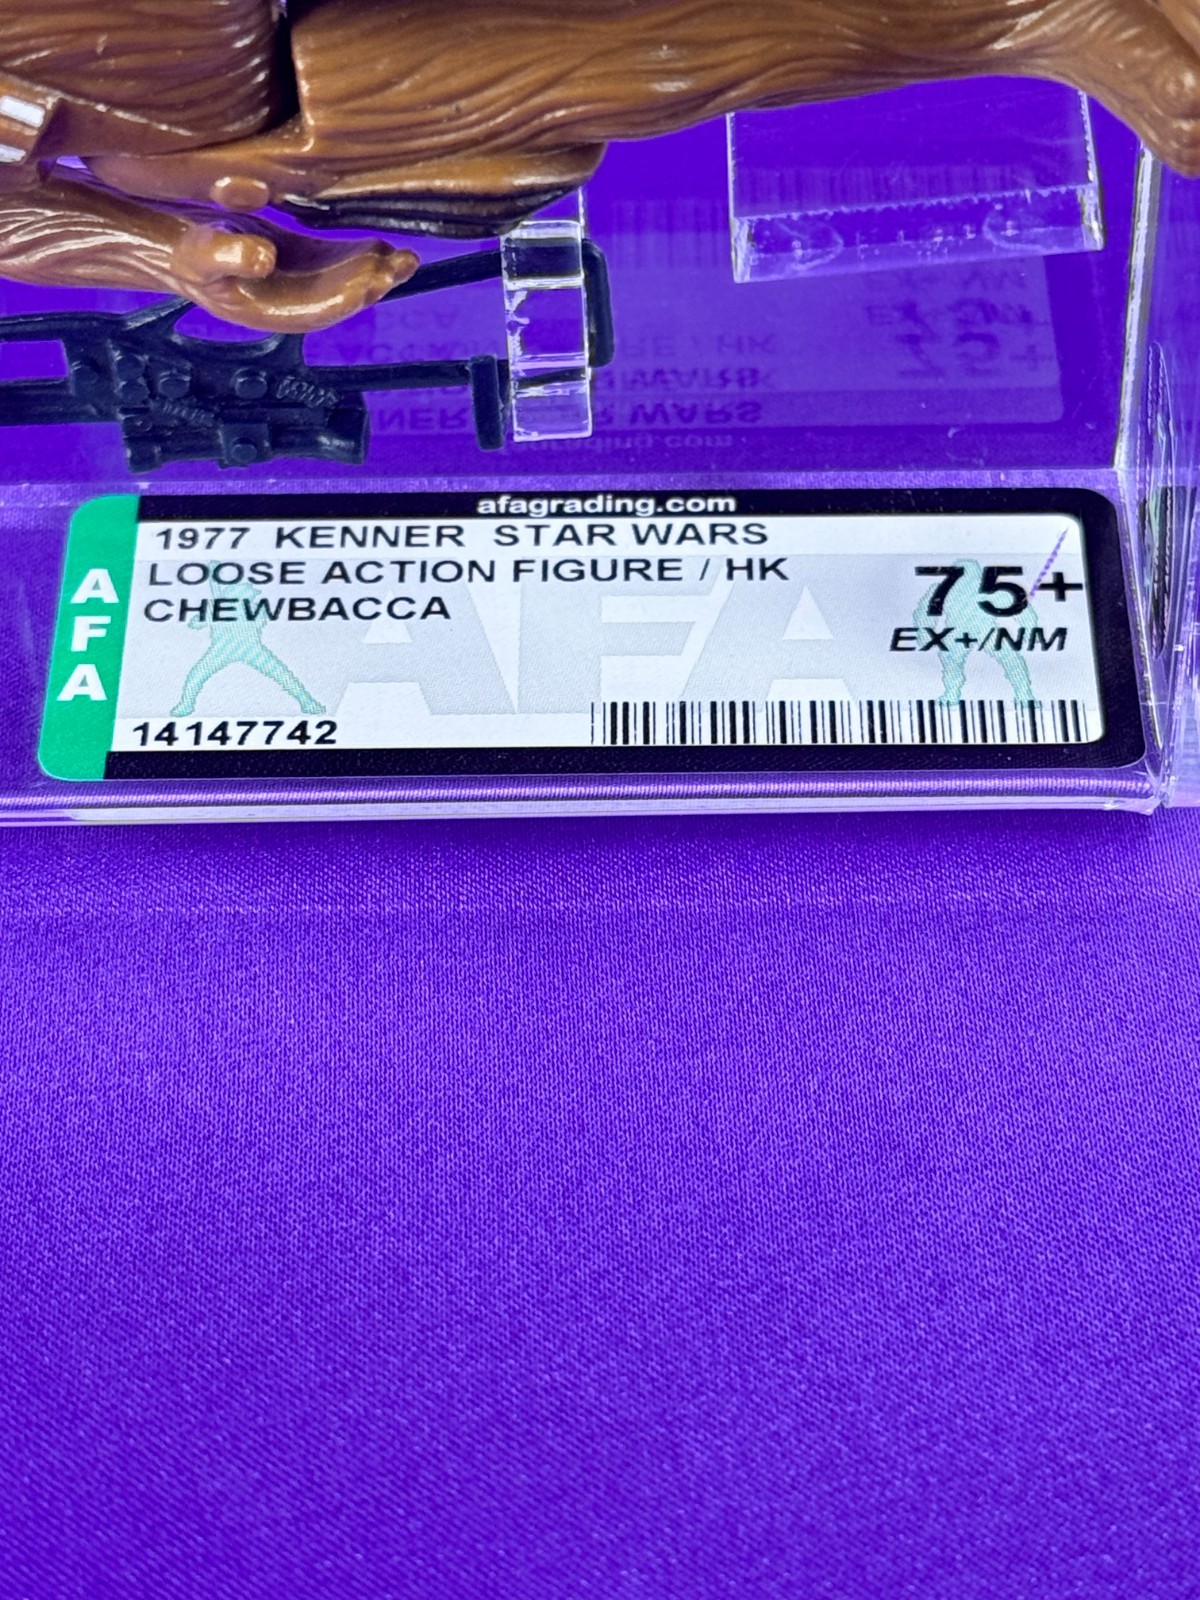 afagrading.com
AFA
1977 KENNER STAR WARS
LOOSE ACTION FIGURE / HK
CHEWBACCA
75+
EX+/NM
14147742